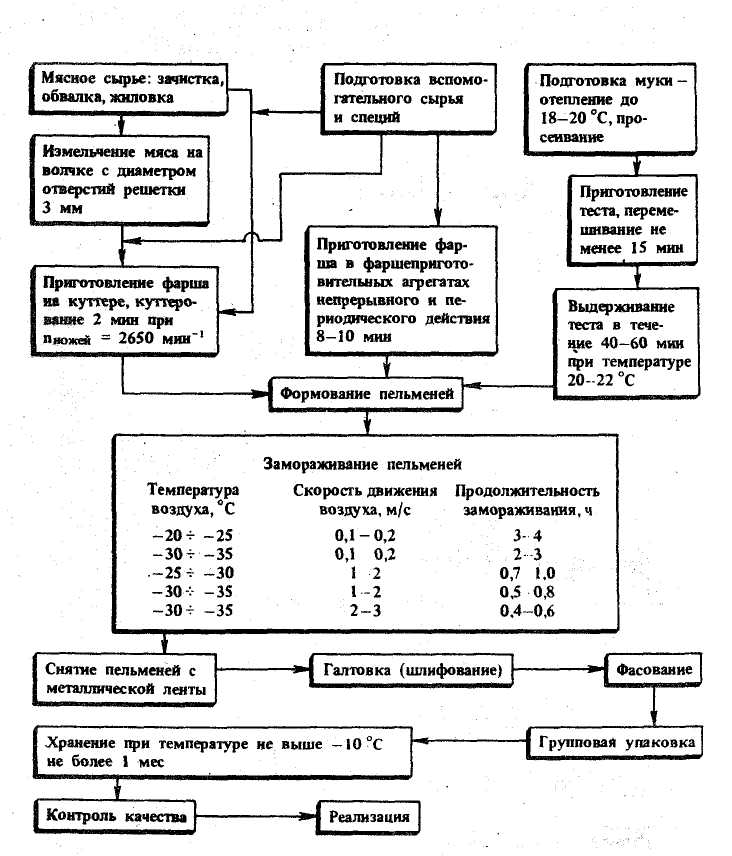 Мясное сырье: зачистка,
обвалка, жиловка
Подготовка вспомо-
гательного сырья
и специй
Подготовка муки –
отепление до
18–20 °С, про-
сеивание
Измельчение мяса на
волчке с диаметром
отверстий решетки
3 мм
Приготовление
теста, переме-
шивание не
менее 15 мин
Приготовление фарша
на куттере, куттеро-
вание 2 мин при
nножей = 2650 мин⁻¹
Приготовление фар-
ша в фаршеприготo-
вительных агрегатах
непрерывного и пе-
риодического действия
8–10 мин
Выдерживание
теста в тече-
ние 40–60 мин
при температуре
20–22 °С
Формование пельменей
Замораживание пельменей
Температура воздуха, °С
Скорость движения воздуха, м/с
Продолжительность замораживания, ч
−20 ÷ −25 0,1 – 0,2 3–4
−30 ÷ −35 0,1 0,2 2–3
−25 ÷ −30 1 2 0,7 1,0
−30 ÷ −35 1–2 0,5 0,8
−30 ÷ −35 2–3 0,4–0,6
Снятие пельменей с
металлической ленты
Галтовка (шлифование)
Фасование
Групповая упаковка
Хранение при температуре не выше −10 °С
не более 1 мес
Контроль качества
Реализация